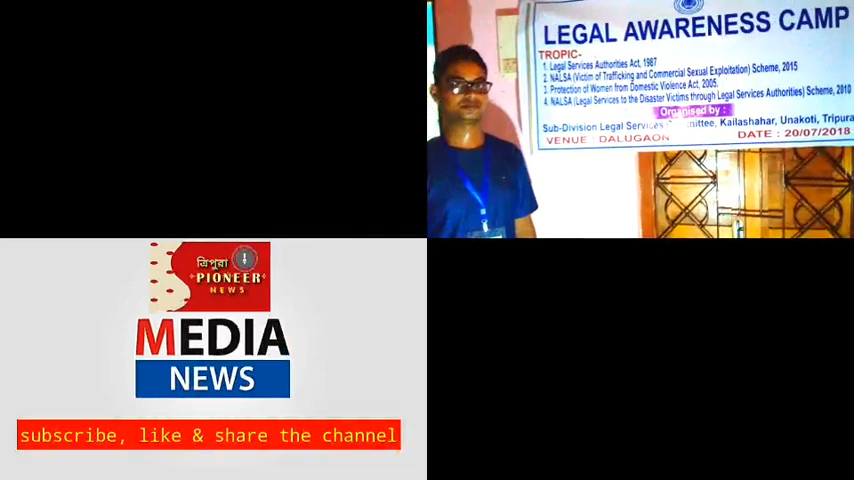 LEGAL AWARENESS CAMP
TROPIC-
1. Legal Services Authorities Act, 1987
2. NALSA (Victim of Trafficking and Commercial Sexual Exploitation) Scheme, 2015
3. Protection of Women from Domestic Violence Act, 2005.
4. NALSA (Legal Services to the Disaster Victims through Legal Services Authorities) Scheme, 2010
Organised by :
Sub-Division Legal Services Committee, Kailashahar, Unakoti, Tripura
VENUE : DALUGAON DATE : 20/07/2018
ত্রিপুরা
PIONEER
NEWS
MEDIA
NEWS
subscribe, like & share the channel